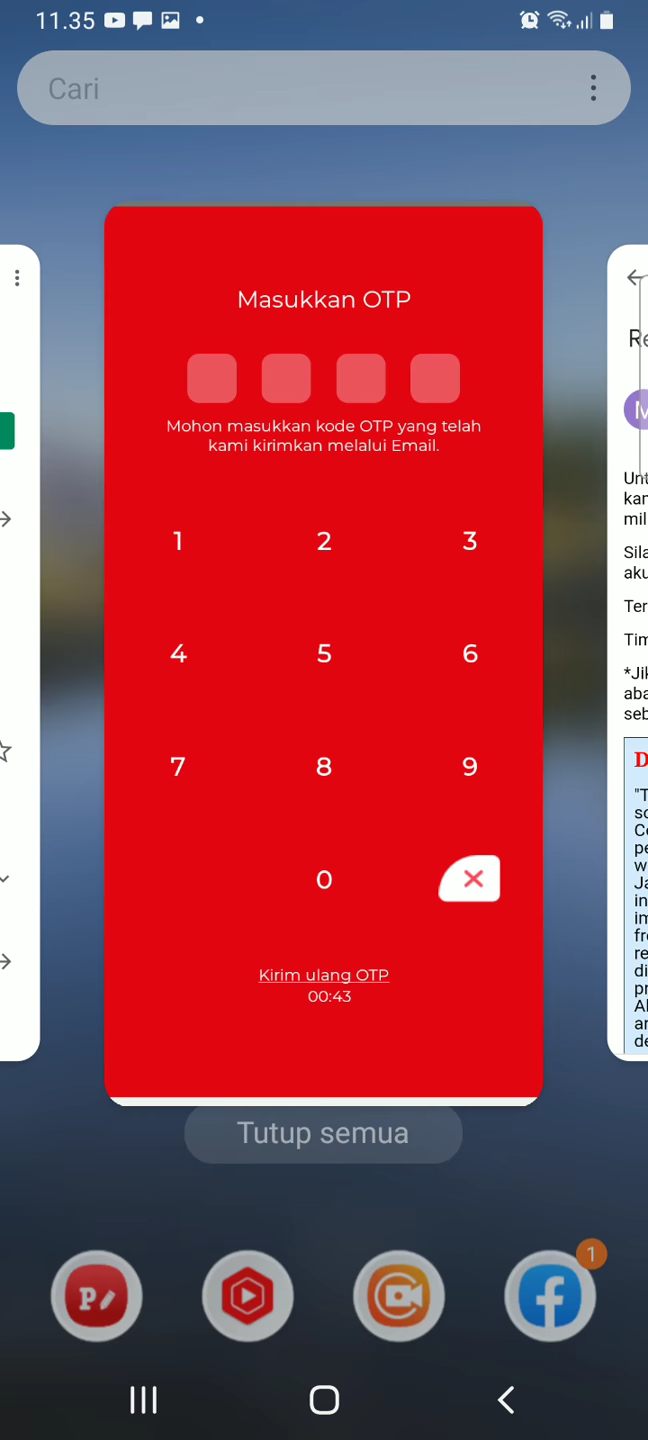 11.35
Cari
Masukkan OTP
Mohon masukkan kode OTP yang telah
kami kirimkan melalui Email.
1 2 3
4 5 6
7 8 9
0
Kirim ulang OTP
00:43
Tutup semua
1